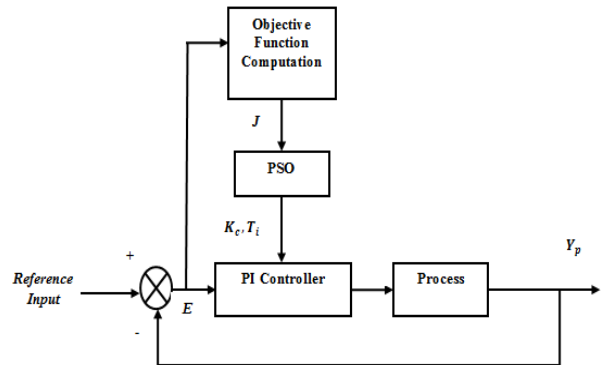 Objective
Function
Computation
J
PSO
K_c, T_i
Y_p
+
Reference
Input
E
PI Controller
Process
-